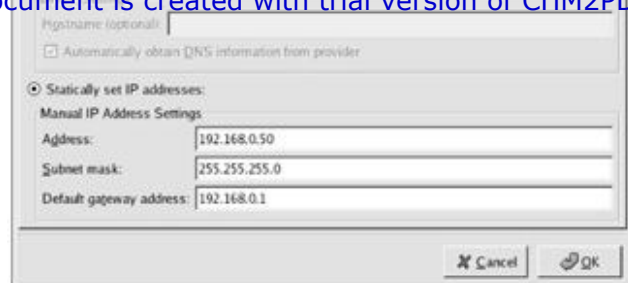 ocument is created with trial version of CHM2PD
Hostname (optional):
Automatically obtain DNS information from provider
Statically set IP addresses:
Manual IP Address Settings
Address: 192.168.0.50
Subnet mask: 255.255.255.0
Default gateway address: 192.168.0.1
Cancel OK